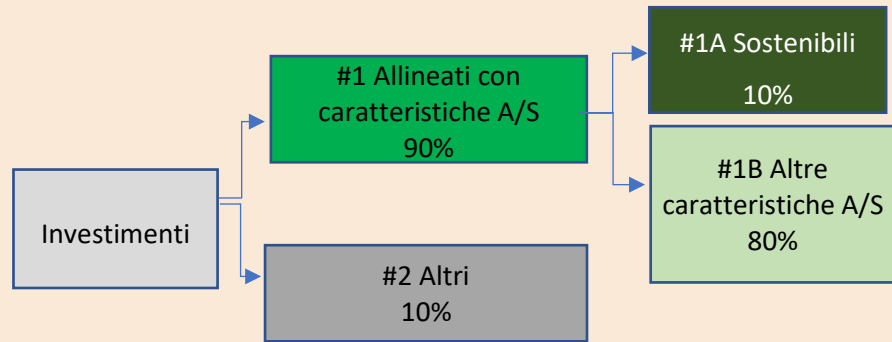 Investimenti
#1 Allineati con
caratteristiche A/S
90%
#2 Altri
10%
#1A Sostenibili
10%
#1B Altre
caratteristiche A/S
80%